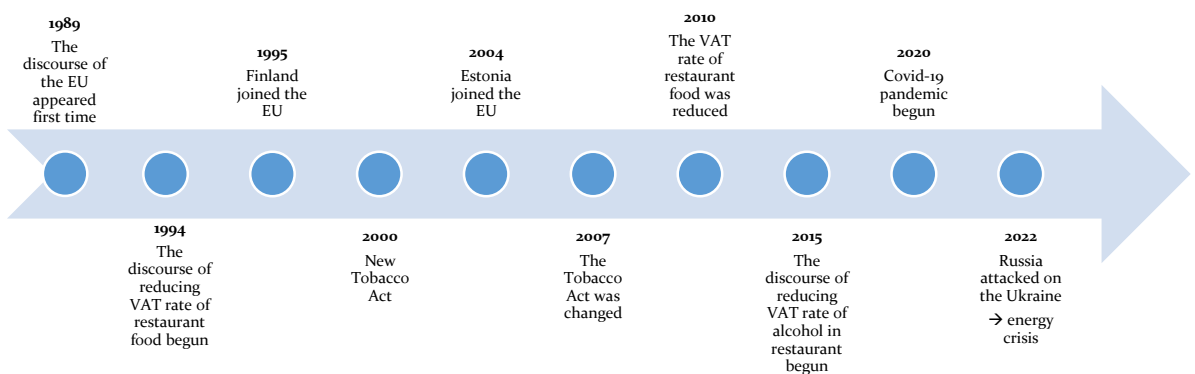 1989
The
discourse of
the EU
appeared
first time
1994
The
discourse of
reducing
VAT rate of
restaurant
food begun
1995
Finland
joined the
EU
2000
New
Tobacco
Act
2004
Estonia
joined the
EU
2007
The
Tobacco
Act was
changed
2010
The VAT
rate of
restaurant
food was
reduced
2015
The
discourse of
reducing
VAT rate of
alcohol in
restaurant
begun
2020
Covid-19
pandemic
begun
2022
Russia
attacked on
the Ukraine
→ energy
crisis